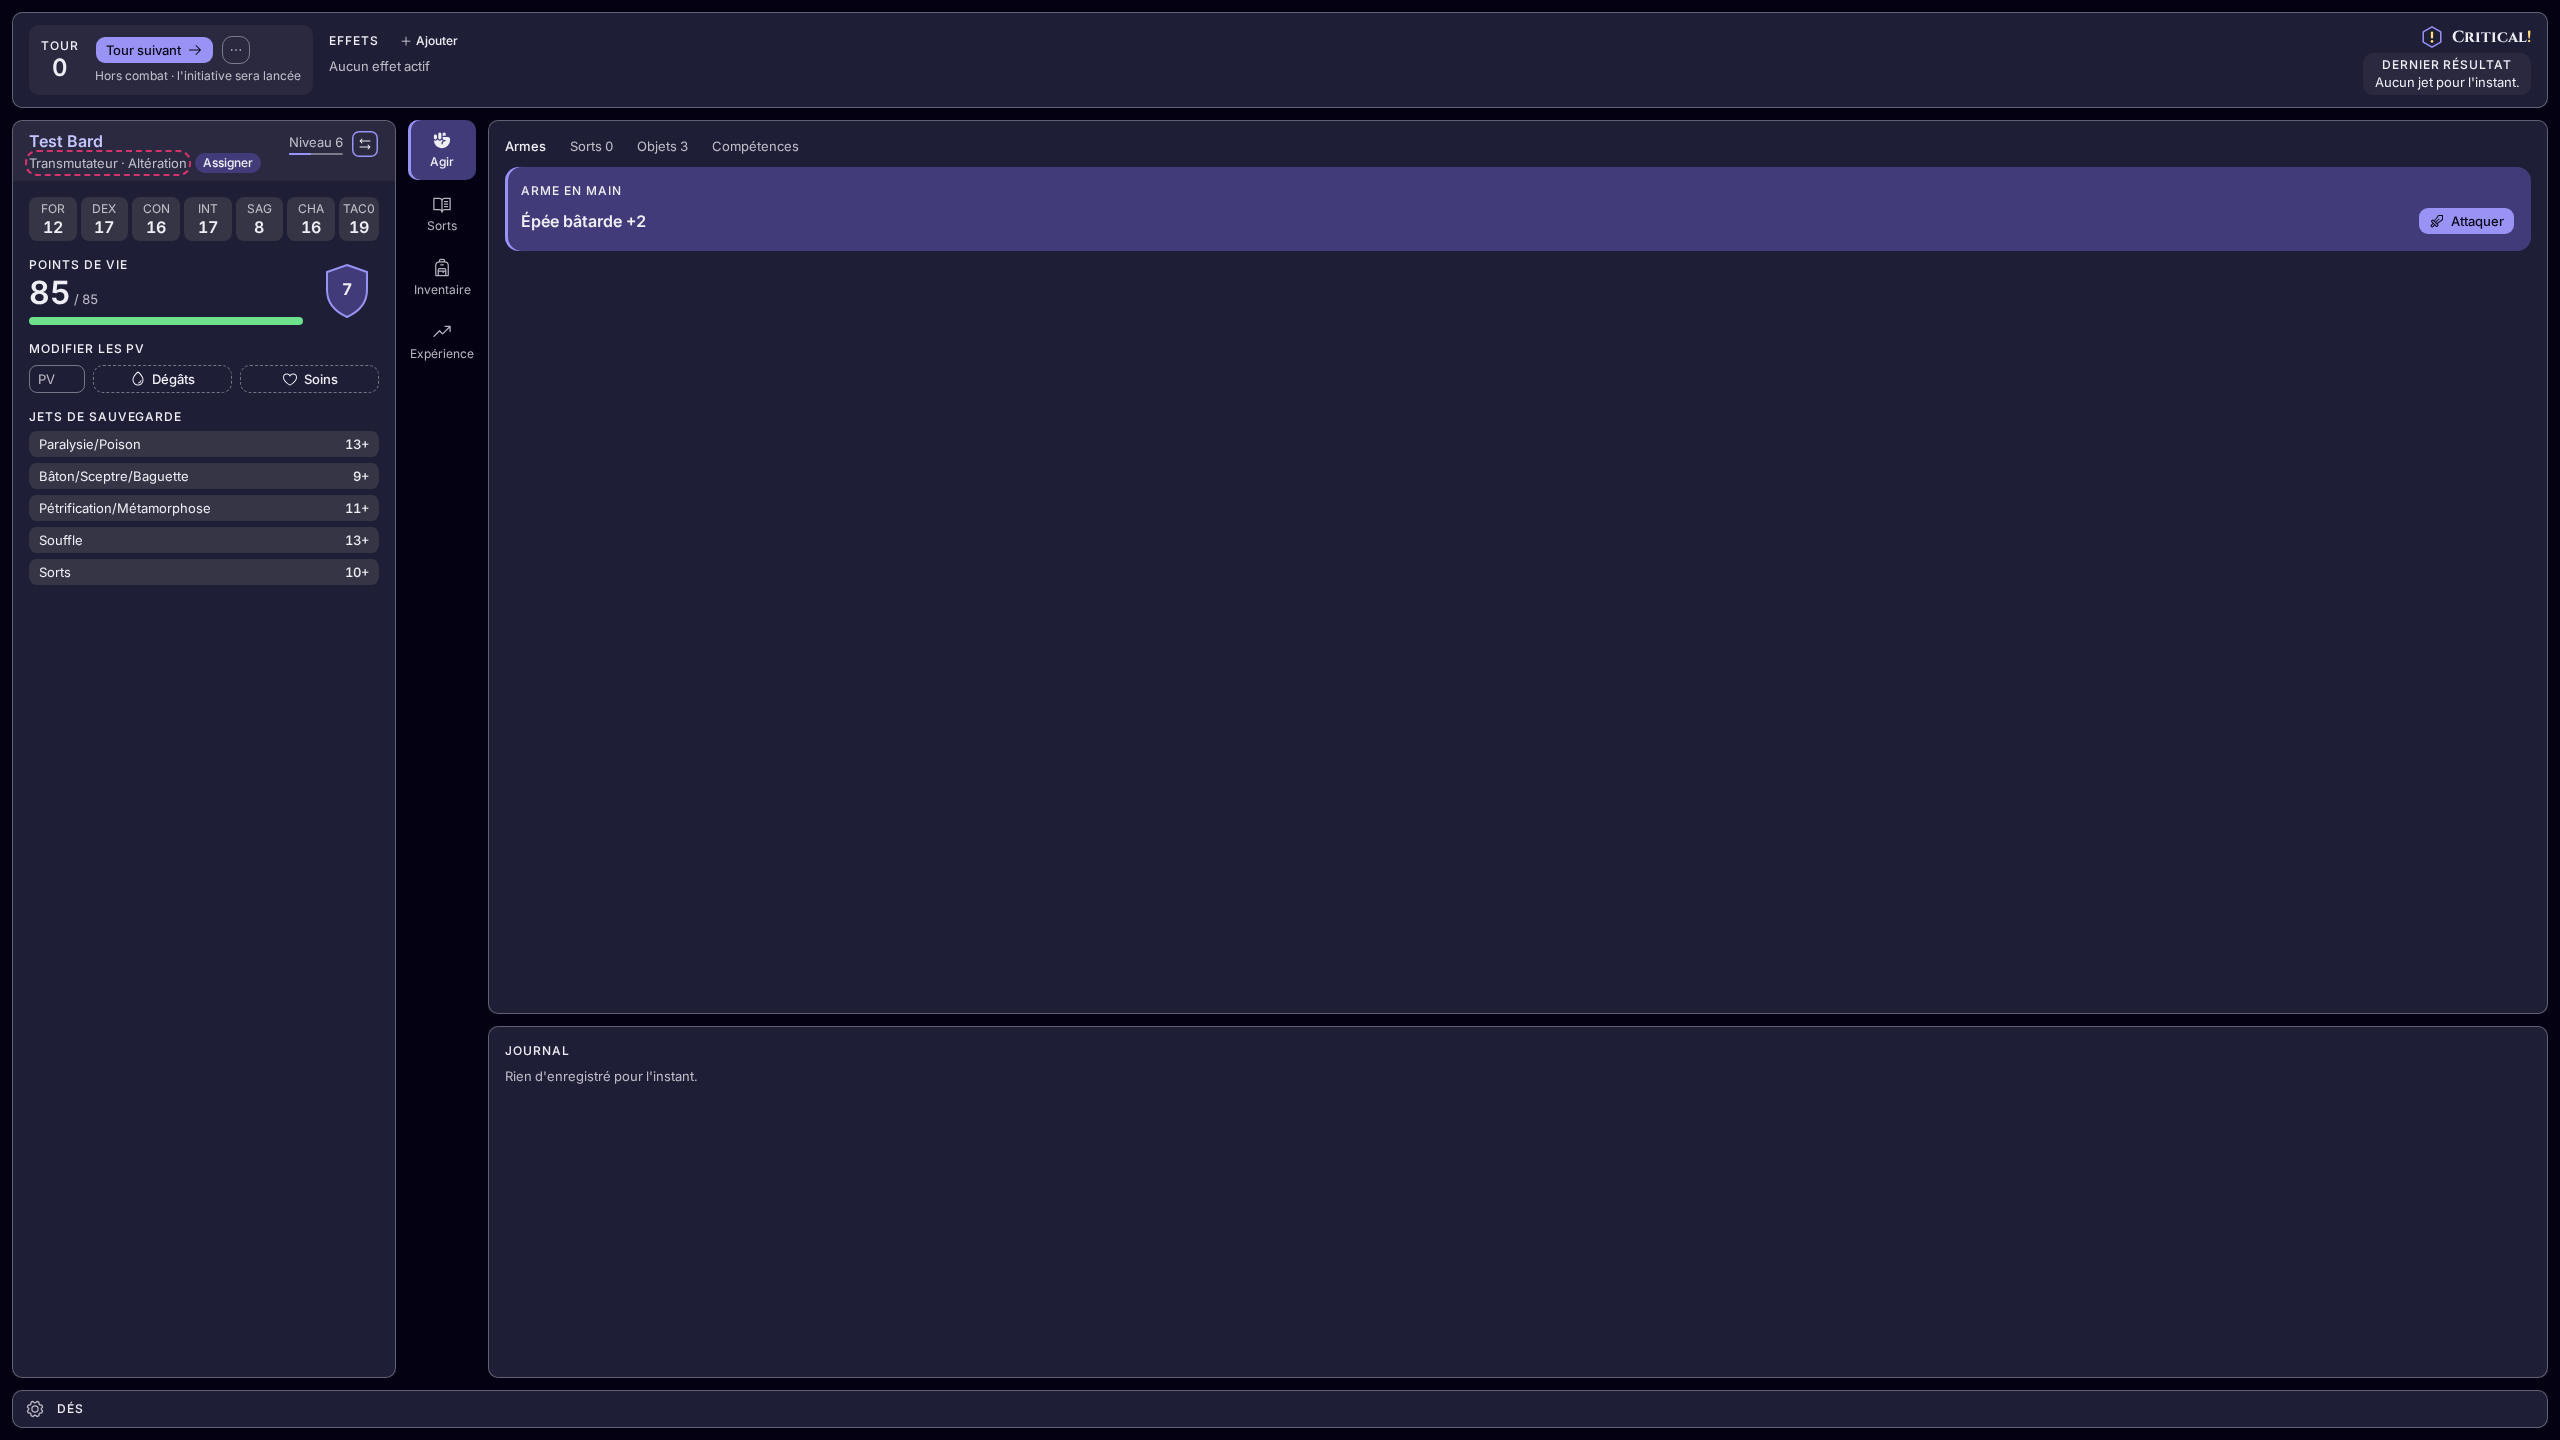 TOUR
0
Tour suivant
Hors combat · l'initiative sera lancée
EFFETS
Ajouter
Aucun effet actif
CRITICAL!
DERNIER RÉSULTAT
Aucun jet pour l'instant.
Test Bard
Transmutateur · Altération
Assigner
Niveau 6
FOR
12
DEX
17
CON
16
INT
17
SAG
8
CHA
16
TAC0
19
POINTS DE VIE
85 / 85
7
MODIFIER LES PV
PV
Dégâts
Soins
JETS DE SAUVEGARDE
Paralysie/Poison 13+
Bâton/Sceptre/Baguette 9+
Pétrification/Métamorphose 11+
Souffle 13+
Sorts 10+
Agir
Sorts
Inventaire
Expérience
Armes Sorts 0 Objets 3 Compétences
ARME EN MAIN
Épée bâtarde +2
Attaquer
JOURNAL
Rien d'enregistré pour l'instant.
DÉS